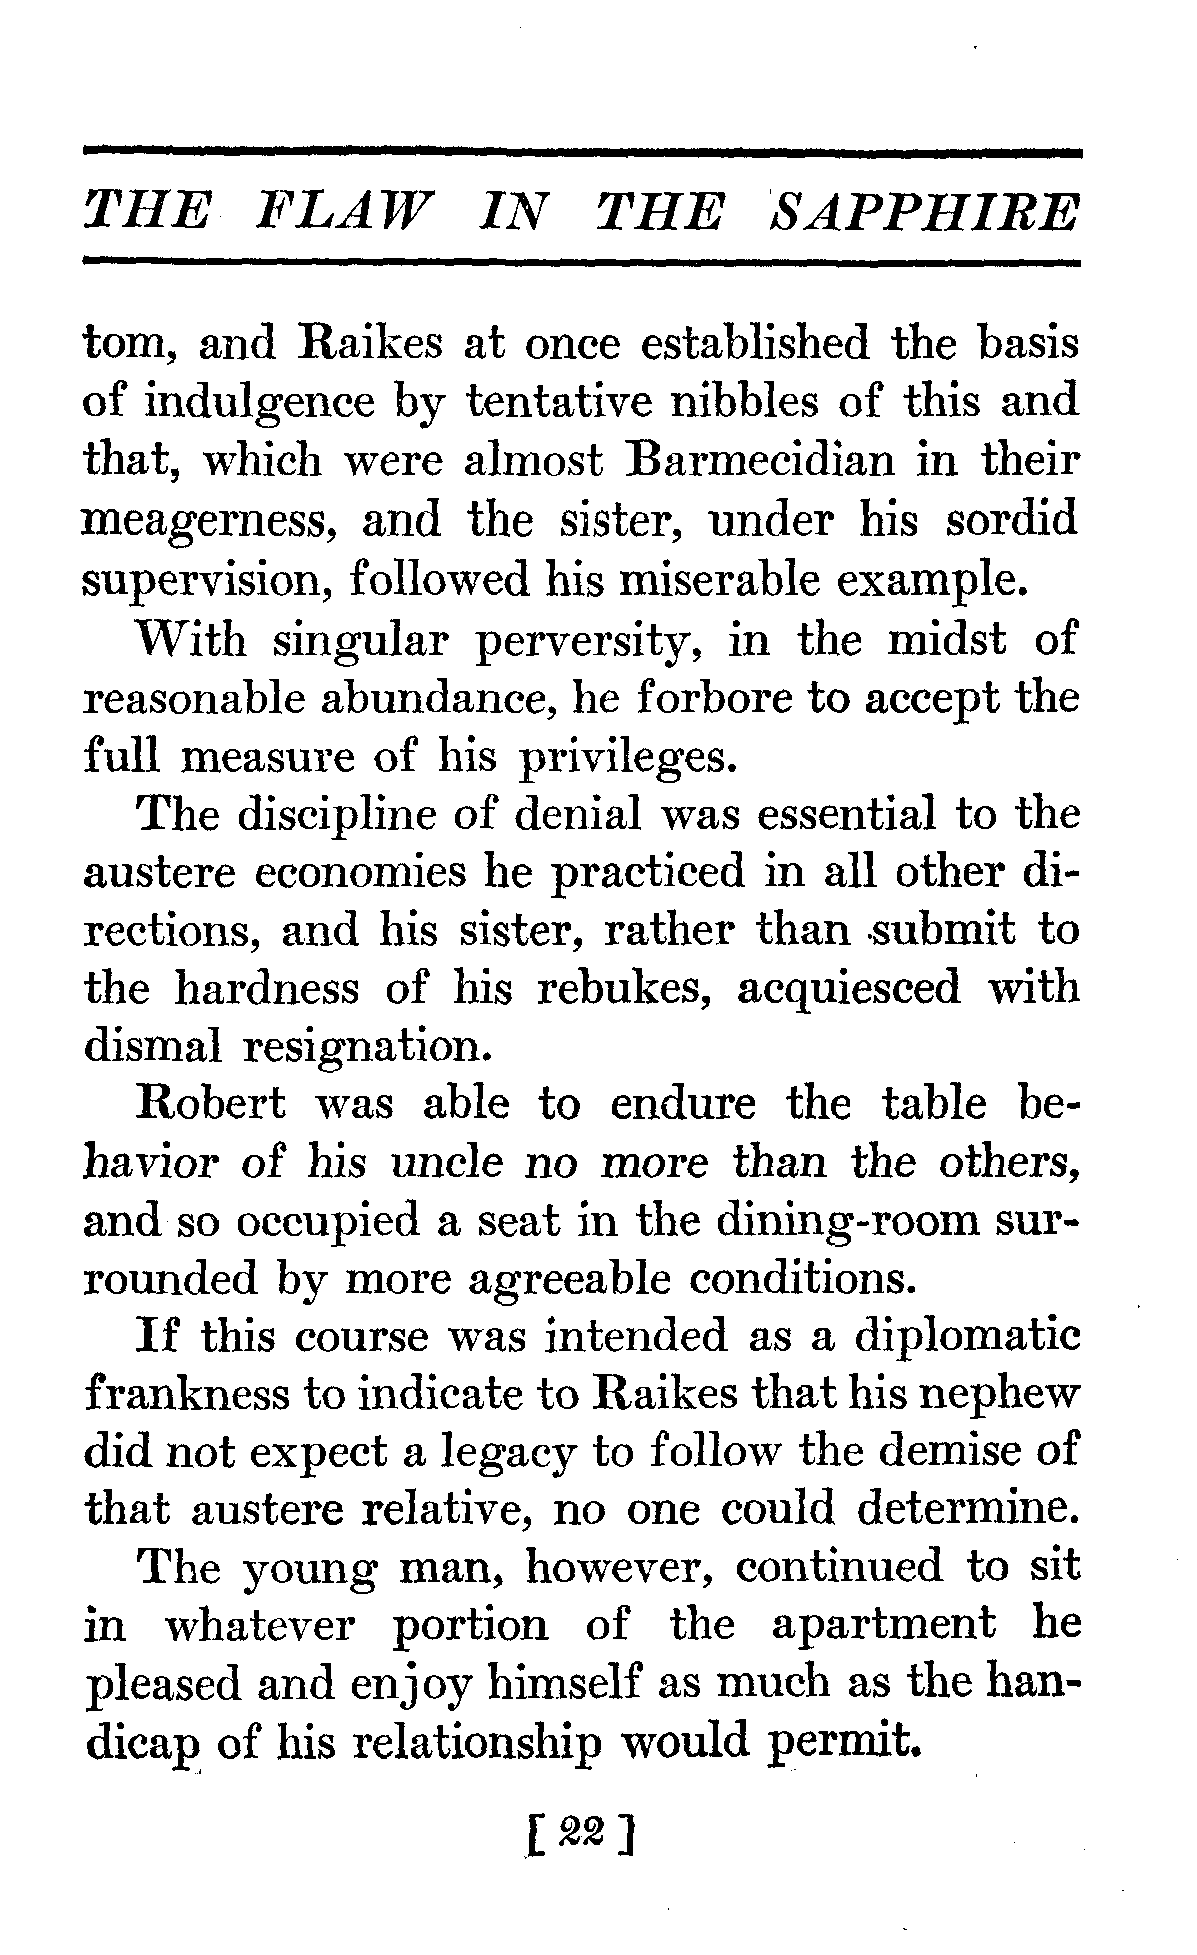 THE FLAW IN THE SAPPHIRE
tom, and Raikes at once established the basis
of indulgence by tentative nibbles of this and
that, which were almost Barmecidian in their
meagerness, and the sister, under his sordid
supervision, followed his miserable example.
With singular perversity, in the midst of
reasonable abundance, he forbore to accept the
full measure of his privileges.
The discipline of denial was essential to the
austere economies he practiced in all other di-
rections, and his sister, rather than submit to
the hardness of his rebukes, acquiesced with
dismal resignation.
Robert was able to endure the table be-
havior of his uncle no more than the others,
and so occupied a seat in the dining-room sur-
rounded by more agreeable conditions.
If this course was intended as a diplomatic
frankness to indicate to Raikes that his nephew
did not expect a legacy to follow the demise of
that austere relative, no one could determine.
The young man, however, continued to sit
in whatever portion of the apartment he
pleased and enjoy himself as much as the han-
dicap of his relationship would permit.
[ 22 ]